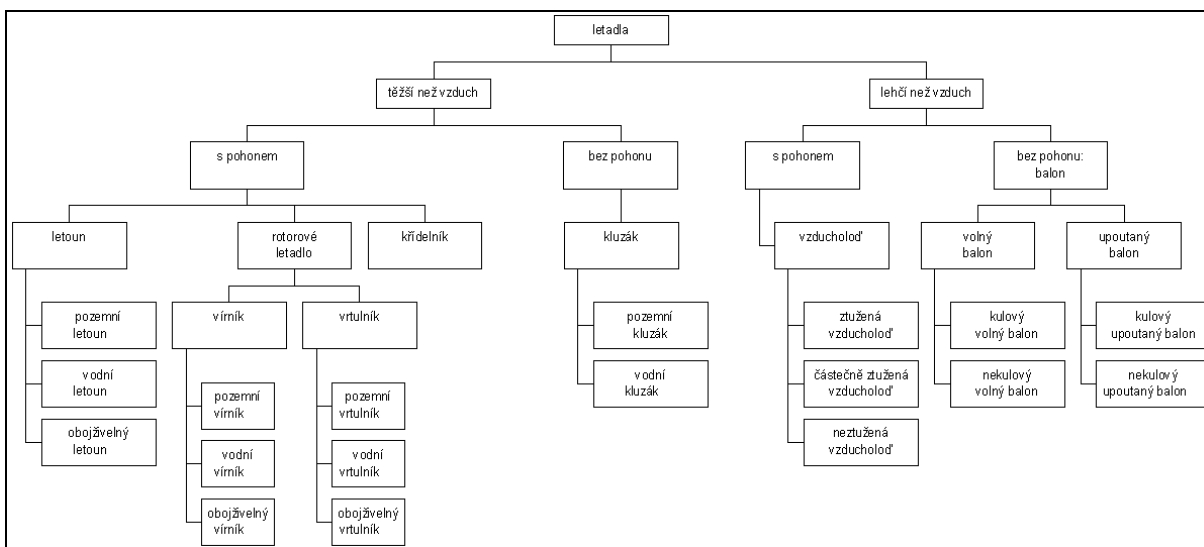 letadla
těžší než vzduch
lehčí než vzduch
s pohonem
bez pohonu
s pohonem
bez pohonu:
balon
letoun
rotorové
letadlo
křídelník
kluzák
vzducholoď
volný
balon
upoutaný
balon
pozemní
letoun
vodní
letoun
obojživelný
letoun
vírník
vrtulník
pozemní
vírník
vodní
vírník
obojživelný
vírník
pozemní
vrtulník
vodní
vrtulník
obojživelný
vrtulník
pozemní
kluzák
vodní
kluzák
ztužená
vzducholoď
částečně ztužená
vzducholoď
neztužená
vzducholoď
kulový
volný balon
nekulový
volný balon
kulový
upoutaný balon
nekulový
upoutaný balon